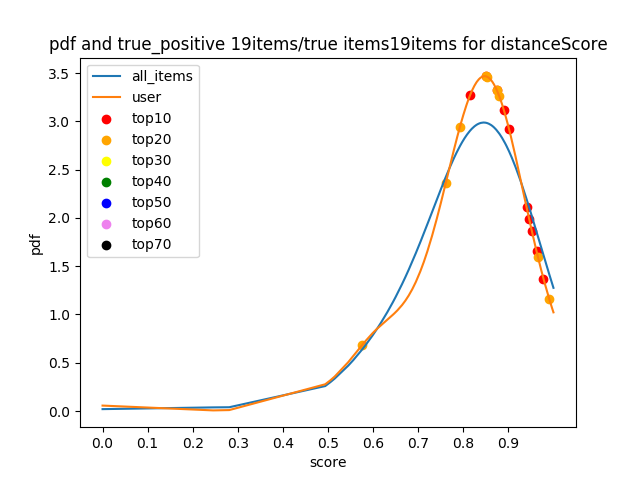 pdf and true_positive 19items/true items19items for distanceScore
3.5
3.0
2.5
2.0
1.5
1.0
0.5
0.0
pdf
all_items
user
top10
top20
top30
top40
top50
top60
top70
0.0 0.1 0.2 0.3 0.4 0.5 0.6 0.7 0.8 0.9
score